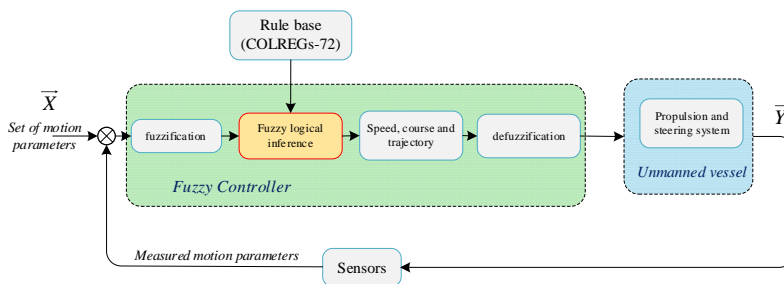 Rule base
(COLREGs-72)
X
Set of motion
parameters
fuzzification
Fuzzy logical
inference
Speed, course and
trajectory
defuzzification
Fuzzy Controller
Propulsion and
steering system
Unmanned vessel
Y
Measured motion parameters
Sensors